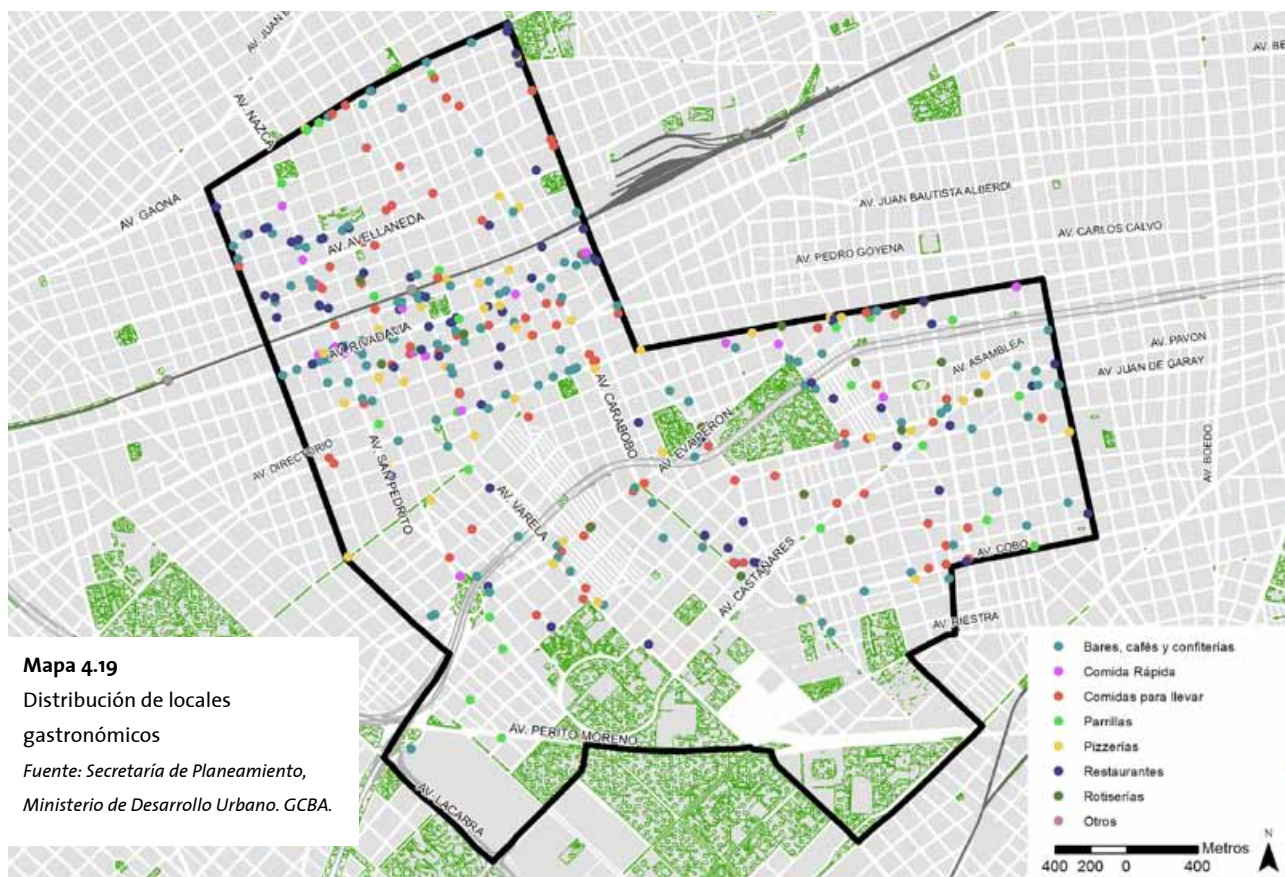 AV. JUAN B
AV. NAZCA
AV. BE
AV. GAONA
AV. AVELLANEDA
AV. JUAN BAUTISTA ALBERDI
AV. CARLOS CALVO
AV. PEDRO GOYENA
AV. RIVADAVIA
AV. PAVON
AV. ASAMBLEA
AV. JUAN DE GARAY
AV. CARABOBO
AV. EVA PERON
AV. BOEDO
AV. DIRECTORIO
AV. SAN PEDRITO
AV. VARELA
AV. CASTAÑARES
AV. COBO
AV. RIESTRA
AV. PERITO MORENO
AV. LACARRA
Mapa 4.19
Distribución de locales
gastronómicos
Fuente: Secretaría de Planeamiento,
Ministerio de Desarrollo Urbano. GCBA.
Bares, cafés y confiterías
Comida Rápida
Comidas para llevar
Parrillas
Pizzerías
Restaurantes
Rotiserías
Otros
Metros
400 200 0 400
N